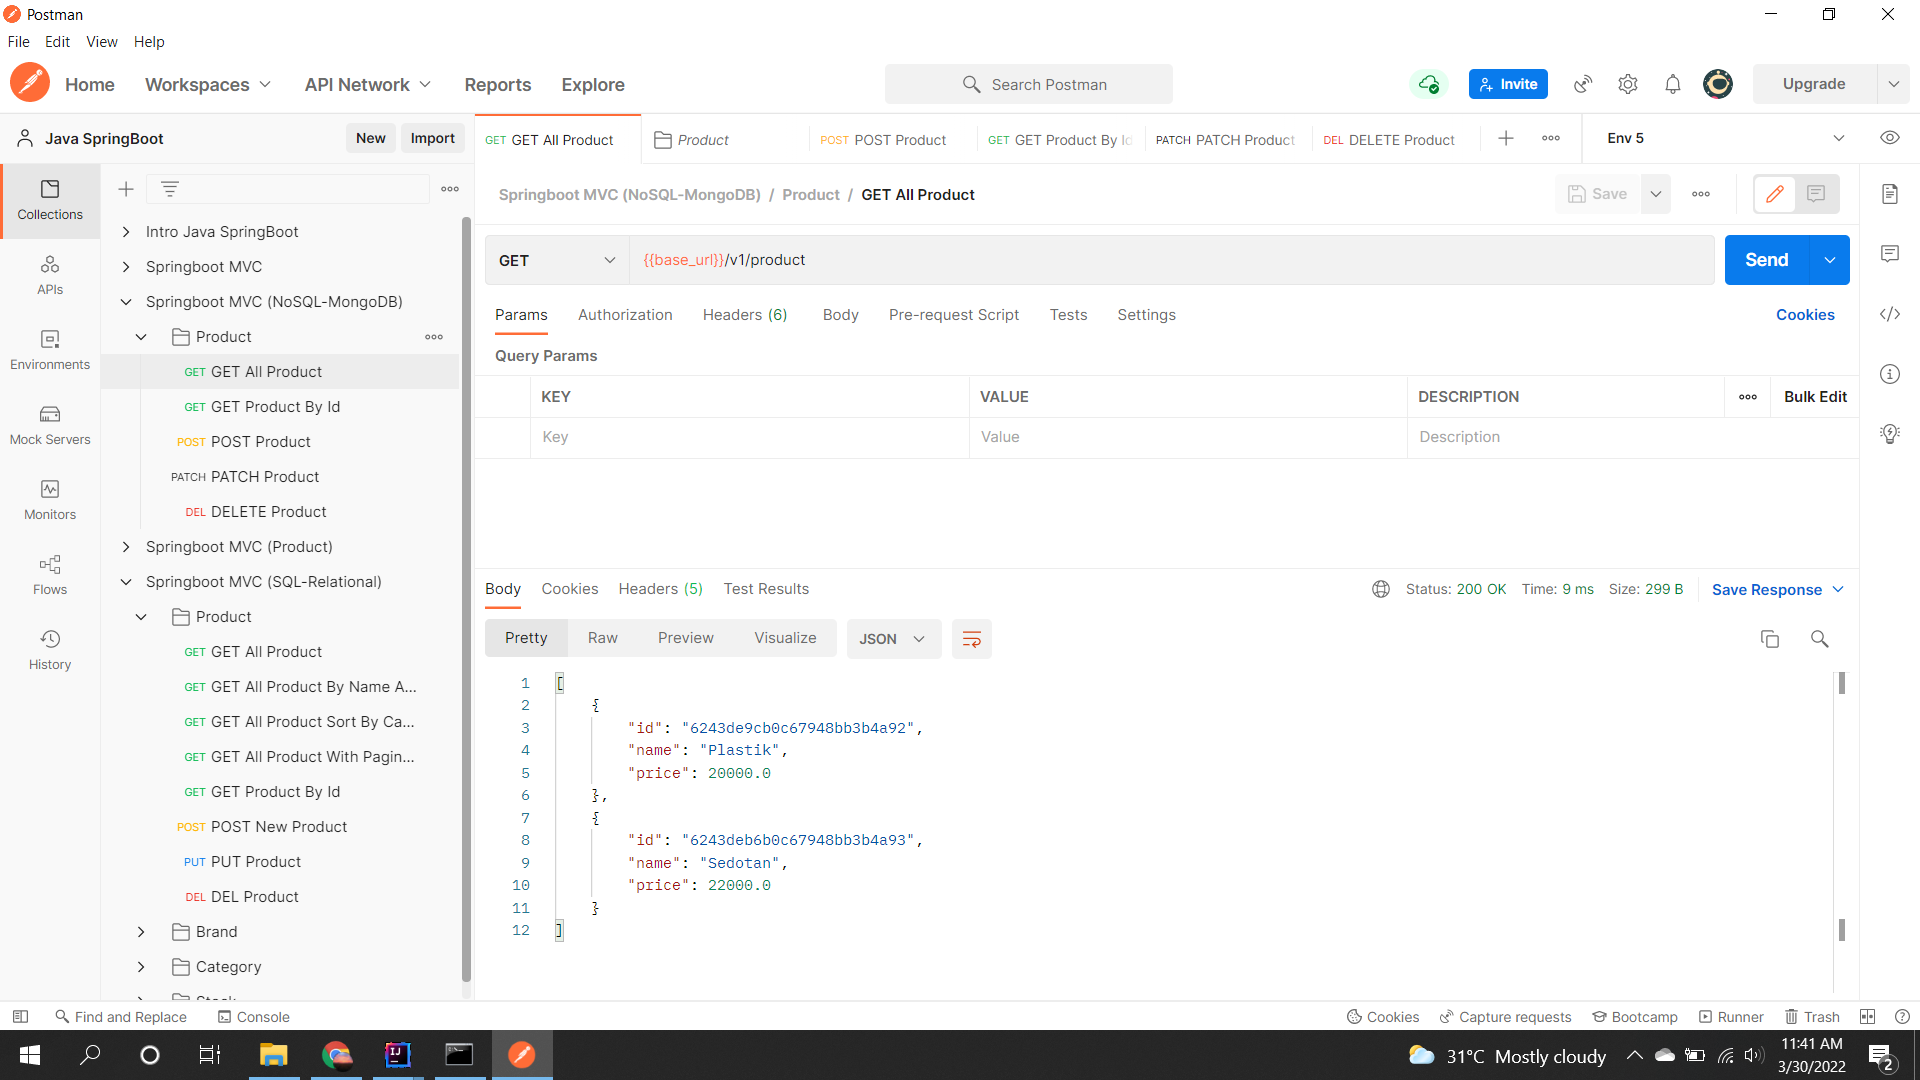 Postman
File Edit View Help
Home Workspaces API Network Reports Explore Search Postman Invite Upgrade
Java SpringBoot New Import
GET GET All Product Product POST POST Product GET GET Product By Id PATCH PATCH Product DEL DELETE Product Env 5
Collections
APIs
Environments
Mock Servers
Monitors
Flows
History
Intro Java SpringBoot
Springboot MVC
Springboot MVC (NoSQL-MongoDB)
Product
GET GET All Product
GET GET Product By Id
POST POST Product
PATCH PATCH Product
DEL DELETE Product
Springboot MVC (Product)
Springboot MVC (SQL-Relational)
Product
GET GET All Product
GET GET All Product By Name A...
GET GET All Product Sort By Ca...
GET GET All Product With Pagin...
GET GET Product By Id
POST POST New Product
PUT PUT Product
DEL DEL Product
Brand
Category
Springboot MVC (NoSQL-MongoDB) / Product / GET All Product Save
GET {{base_url}}/v1/product Send
Params Authorization Headers (6) Body Pre-request Script Tests Settings Cookies
Query Params
KEY VALUE DESCRIPTION Bulk Edit
Key Value Description
Body Cookies Headers (5) Test Results Status: 200 OK Time: 9 ms Size: 299 B Save Response
Pretty Raw Preview Visualize JSON
1 [
2 {
3 "id": "6243de9cb0c67948bb3b4a92",
4 "name": "Plastik",
5 "price": 20000.0
6 },
7 {
8 "id": "6243deb6b0c67948bb3b4a93",
9 "name": "Sedotan",
10 "price": 22000.0
11 }
12 ]
Find and Replace Console Cookies Capture requests Bootcamp Runner Trash
31°C Mostly cloudy 11:41 AM
3/30/2022 2